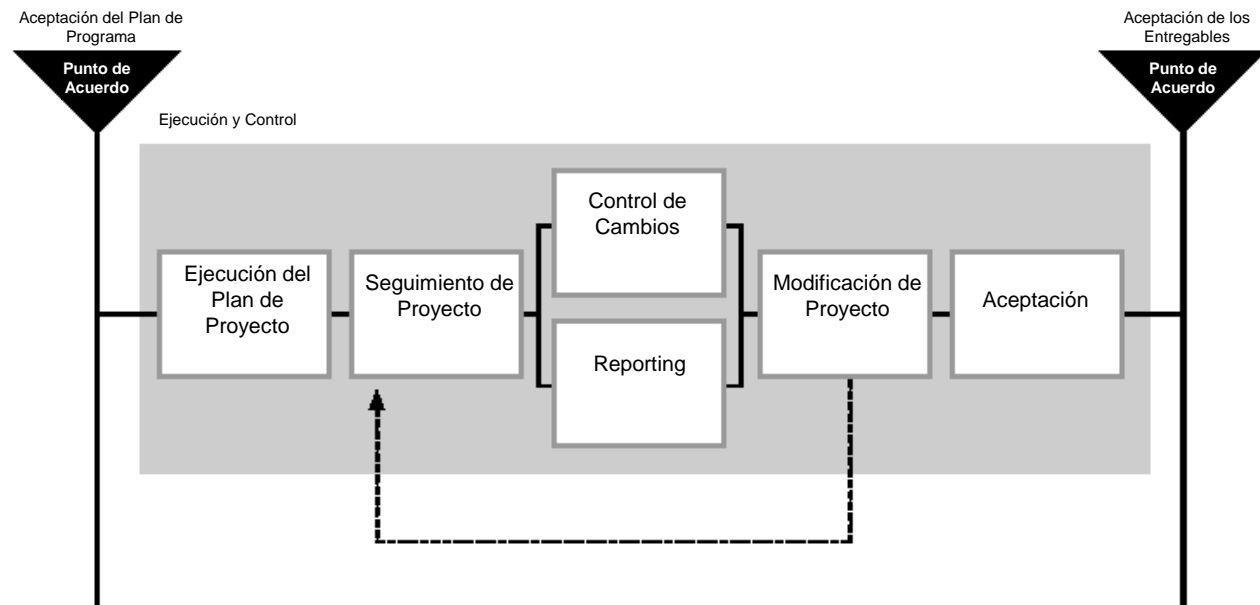 Aceptación del Plan de
Programa
Punto de
Acuerdo
Aceptación de los
Entregables
Punto de
Acuerdo
Ejecución y Control
Ejecución del
Plan de
Proyecto
Seguimiento de
Proyecto
Control de
Cambios
Reporting
Modificación de
Proyecto
Aceptación